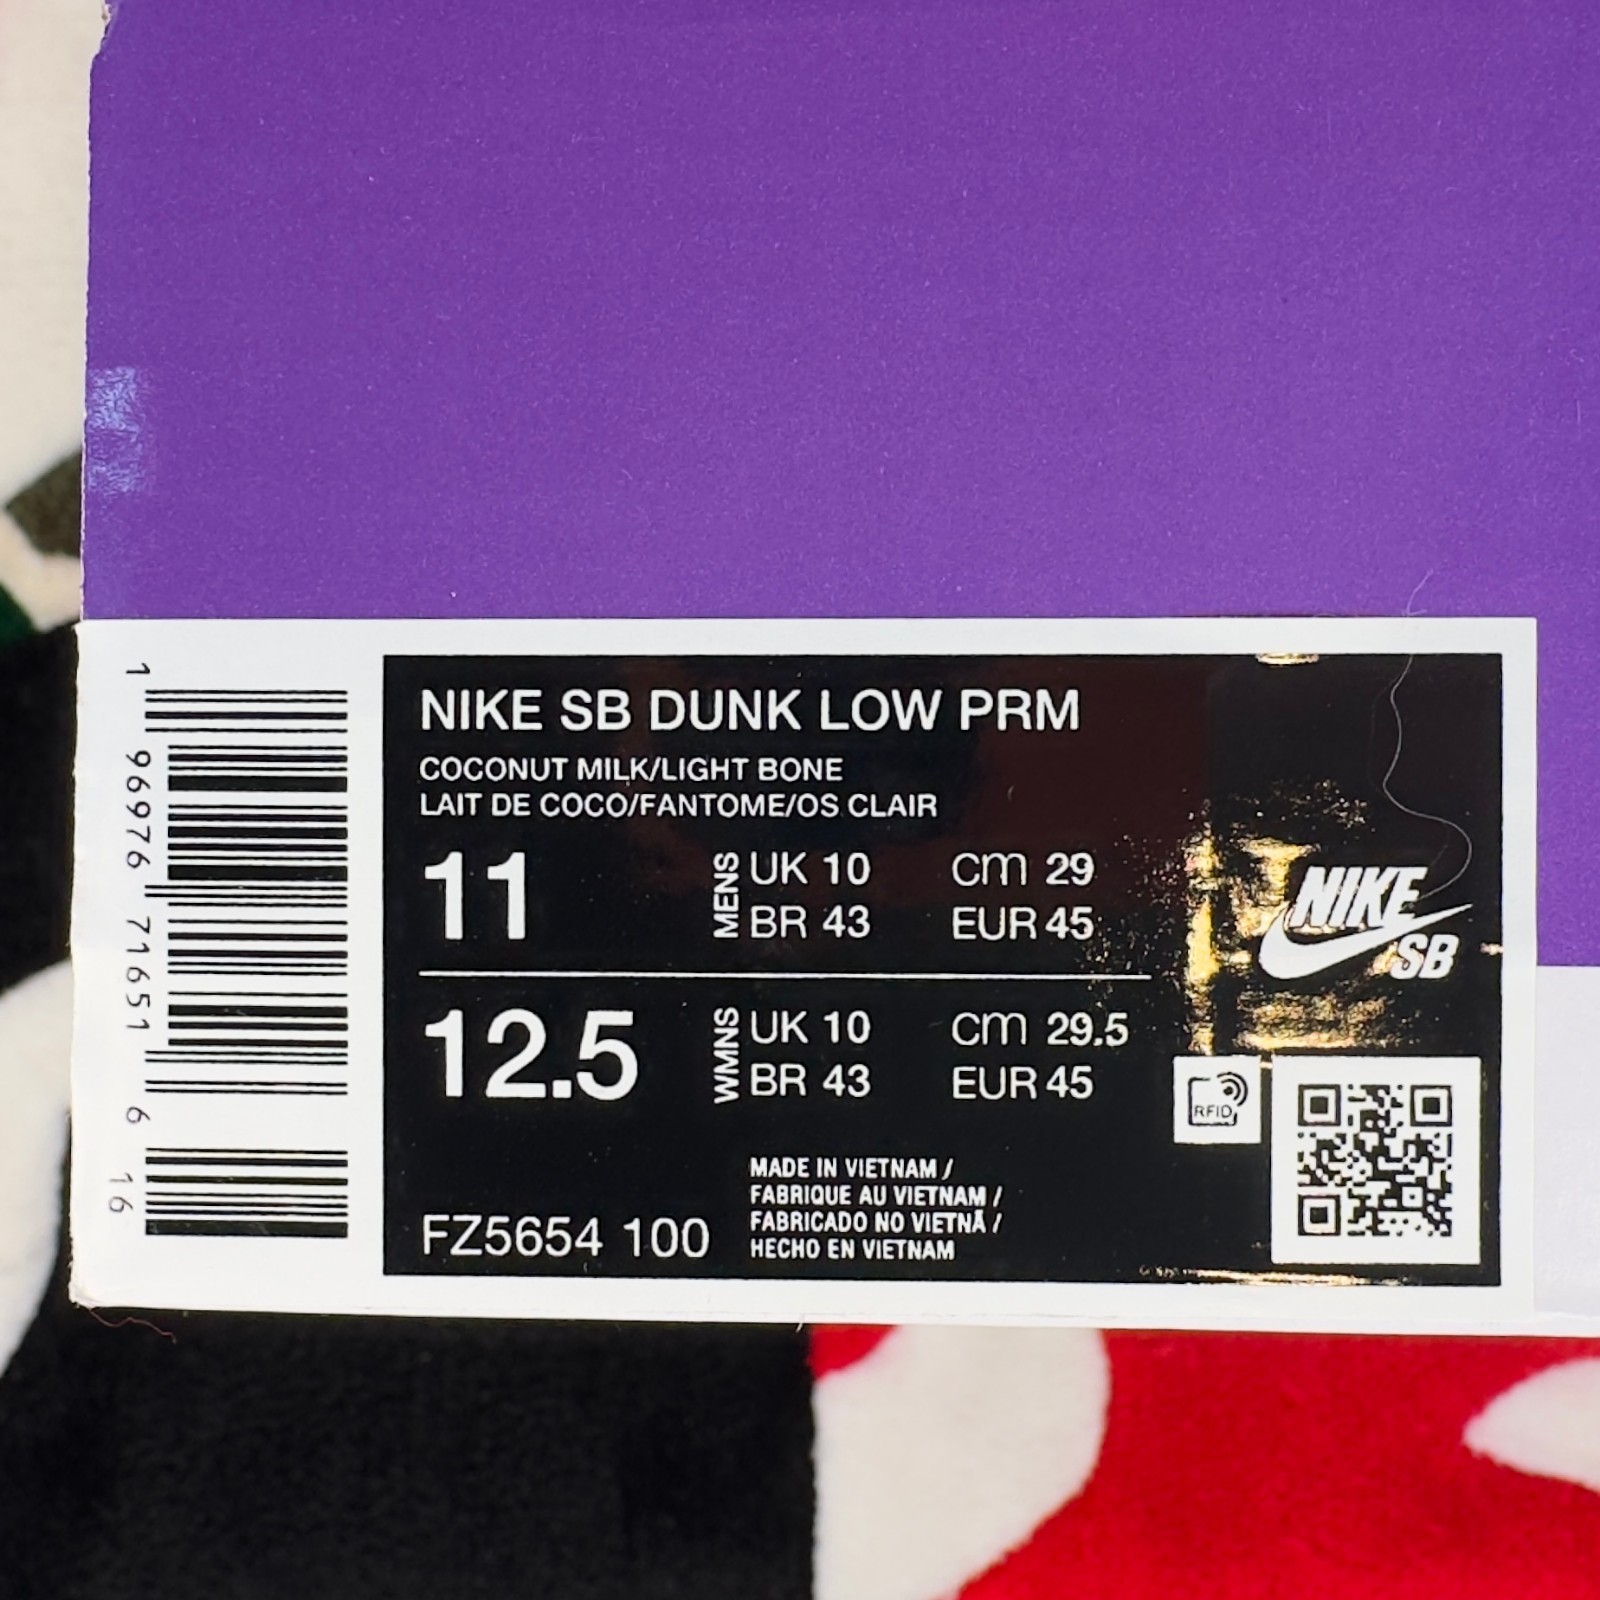 NIKE SB DUNK LOW PRM
COCONUT MILK/LIGHT BONE
LAIT DE COCO/FANTOME/OS CLAIR
11
MENS
UK 10
CM 29
BR 43
EUR 45
12.5
WMNS
UK 10
CM 29.5
BR 43
EUR 45
NIKE
SB
RFID
FZ5654 100
MADE IN VIETNAM /
FABRIQUE AU VIETNAM /
FABRICADO NO VIETNÃ /
HECHO EN VIETNAM
1 96976 71651 6 16